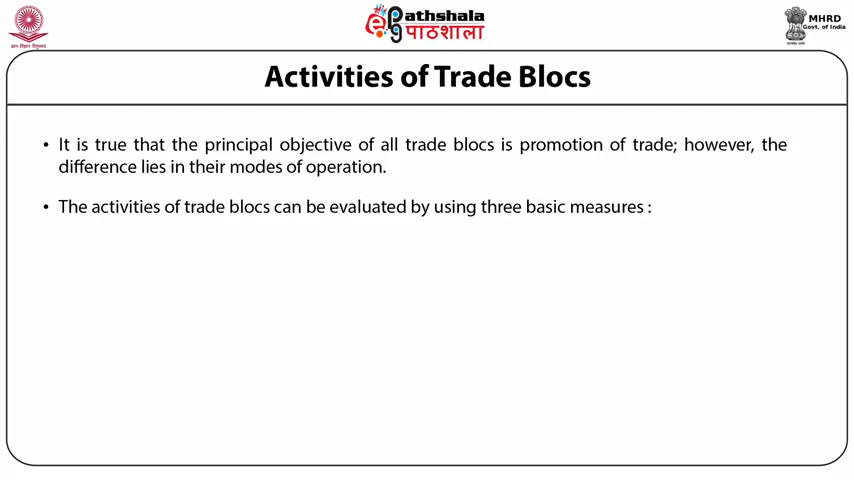 ePathshala
पाठशाला
MHRD
Govt. of India
Activities of Trade Blocs
• It is true that the principal objective of all trade blocs is promotion of trade; however, the
difference lies in their modes of operation.
• The activities of trade blocs can be evaluated by using three basic measures :